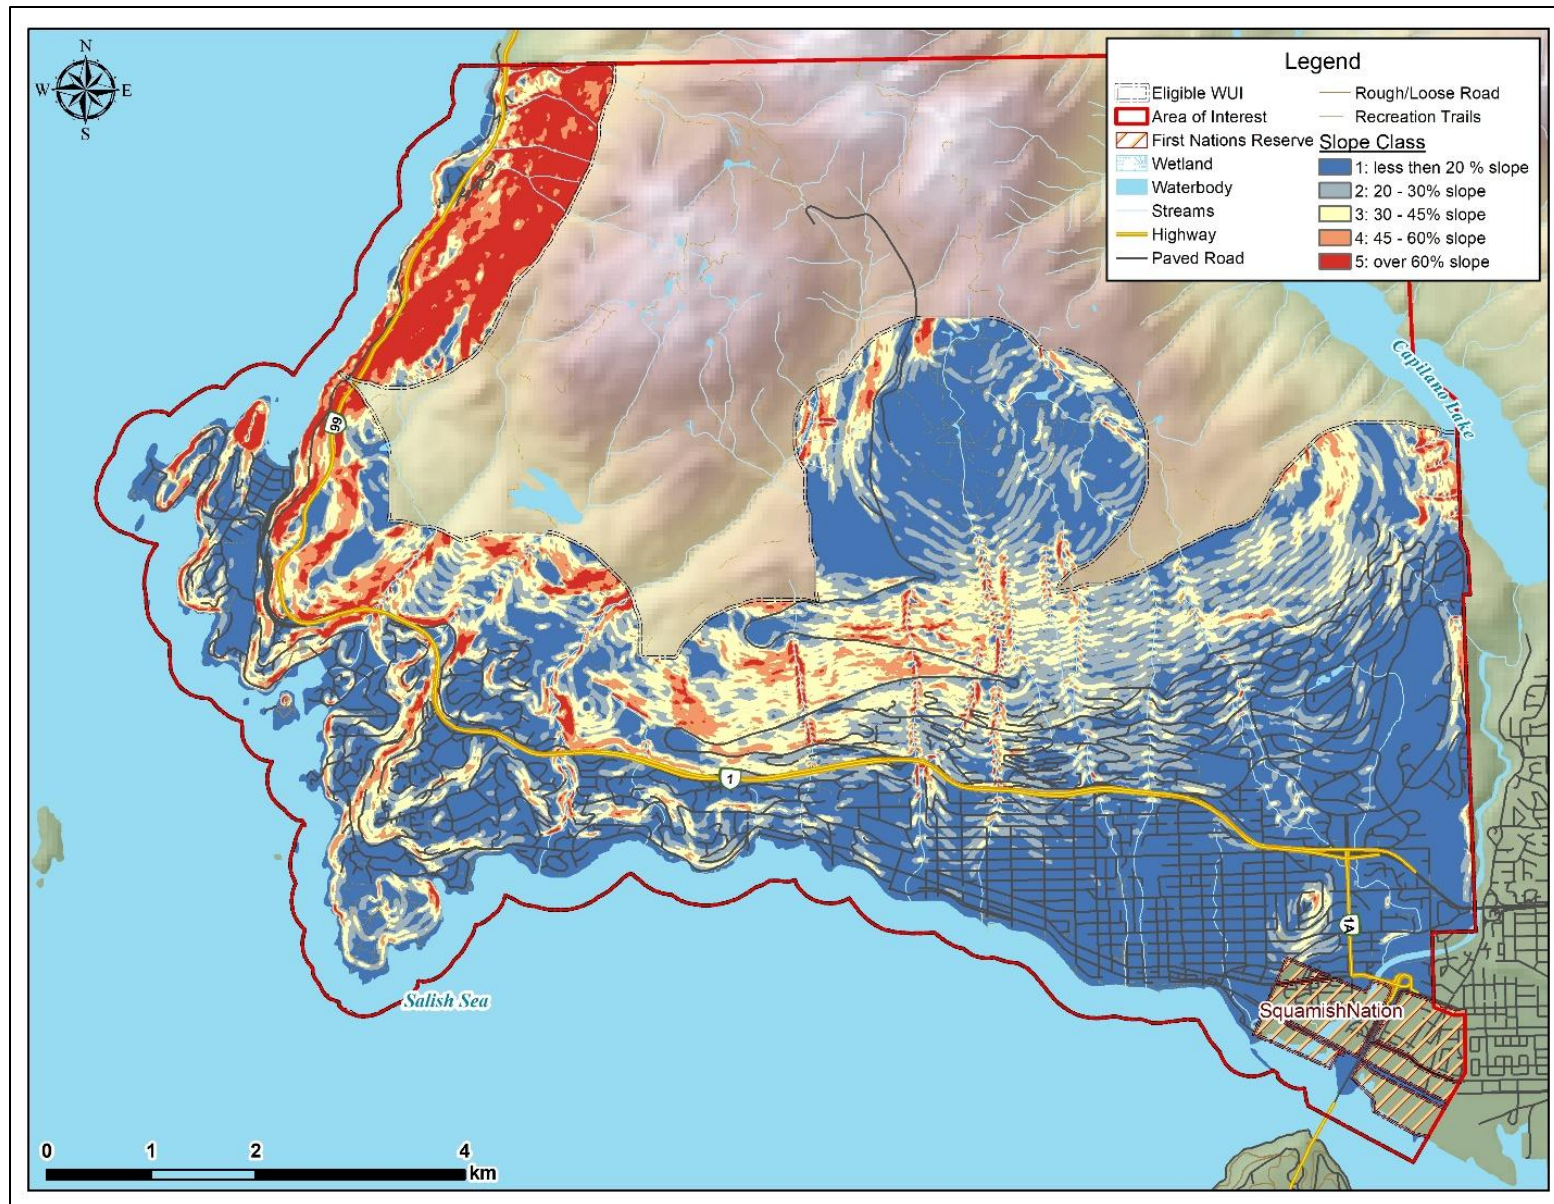 N
W E
S
Legend
Eligible WUI
Area of Interest
First Nations Reserve
Wetland
Waterbody
Streams
Highway
Paved Road
Rough/Loose Road
Recreation Trails
Slope Class
1: less then 20 % slope
2: 20 - 30% slope
3: 30 - 45% slope
4: 45 - 60% slope
5: over 60% slope
Capilano Lake
99
1
1A
Salish Sea
SquamishNation
0 1 2 4
km